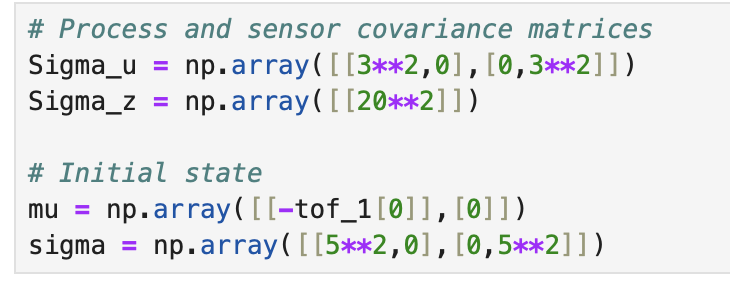 # Process and sensor covariance matrices
Sigma_u = np.array([[3**2,0],[0,3**2]])
Sigma_z = np.array([[20**2]])
# Initial state
mu = np.array([[-tof_1[0]],[0]])
sigma = np.array([[5**2,0],[0,5**2]])